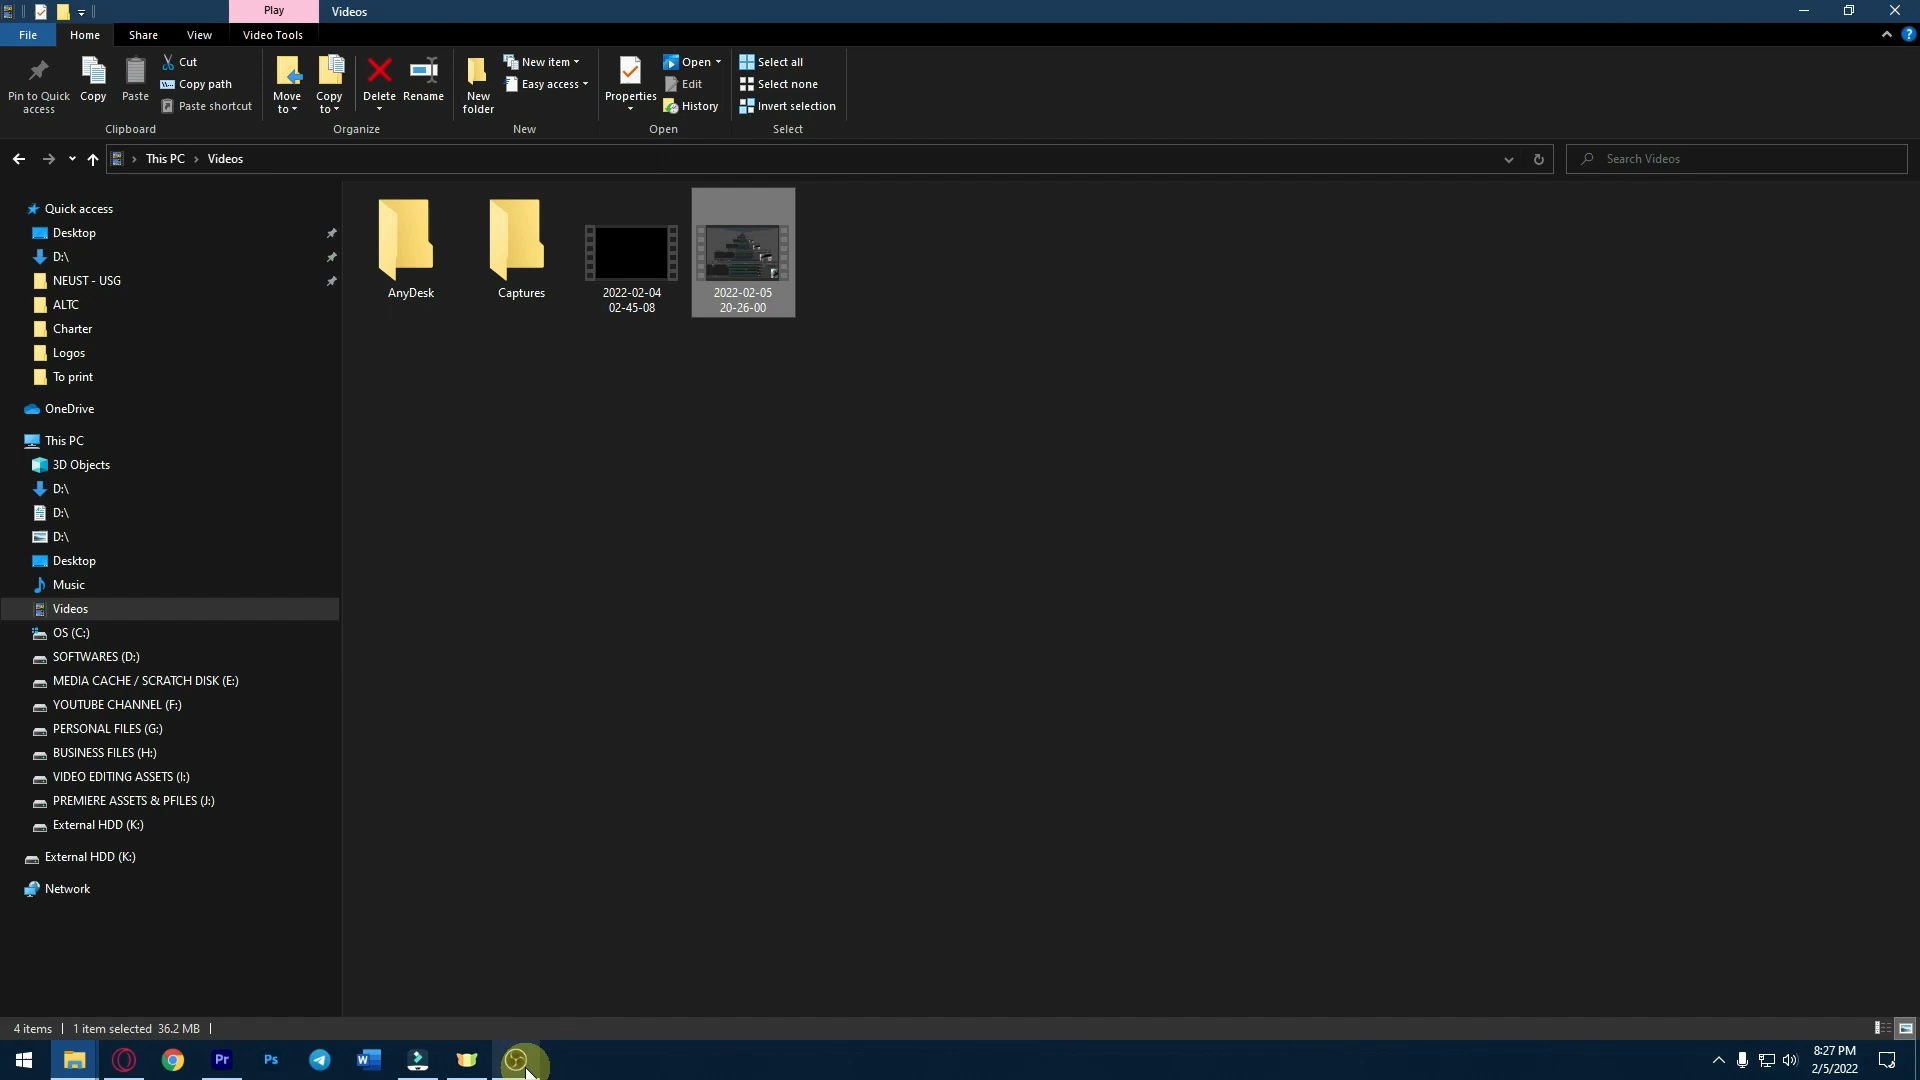 Play
Videos
File
Home
Share
View
Video Tools
Pin to Quick
access
Copy
Paste
Cut
Copy path
Paste shortcut
Clipboard
Move
to
Copy
to
Delete
Rename
Organize
New
folder
New item
Easy access
New
Properties
Open
Edit
History
Open
Select all
Select none
Invert selection
Select
This PC
Videos
Search Videos
Quick access
Desktop
D:\
NEUST - USG
ALTC
Charter
Logos
To print
OneDrive
This PC
3D Objects
D:\
D:\
D:\
Desktop
Music
Videos
OS (C:)
SOFTWARES (D:)
MEDIA CACHE / SCRATCH DISK (E:)
YOUTUBE CHANNEL (F:)
PERSONAL FILES (G:)
BUSINESS FILES (H:)
VIDEO EDITING ASSETS (I:)
PREMIERE ASSETS & PFILES (J:)
External HDD (K:)
External HDD (K:)
Network
AnyDesk
Captures
2022-02-04
02-45-08
2022-02-05
20-26-00
4 items
1 item selected 36.2 MB
Pr
Ps
W
8:27 PM
2/5/2022